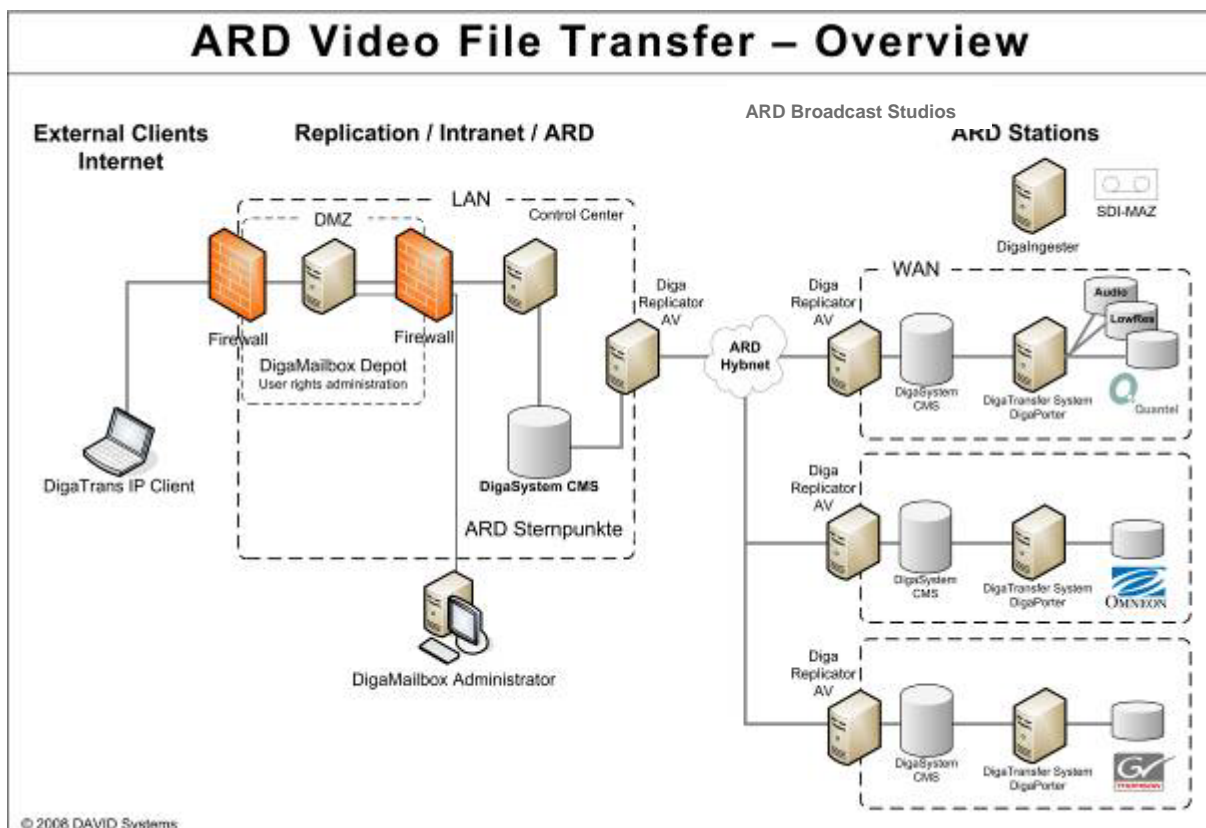 ARD Video File Transfer – Overview
External Clients
Internet
Replication / Intranet / ARD
ARD Broadcast Studios
ARD Stations
LAN
DMZ
Control Center
Firewall
Firewall
DigaMailbox Depot
User rights administration
DigaTrans IP Client
DigaSystem CMS
ARD Sternpunkte
DigaMailbox Administrator
Diga
Replicator
AV
ARD
Hybnet
DigaIngester
SDI-MAZ
WAN
Diga
Replicator
AV
DigaSystem
CMS
DigaTransfer System
DigaPorter
Audio
LowRes
Quantel
Diga
Replicator
AV
DigaSystem
CMS
DigaTransfer System
DigaPorter
OMNEON
Diga
Replicator
AV
DigaSystem
CMS
DigaTransfer System
DigaPorter
© 2008 DAVID Systems